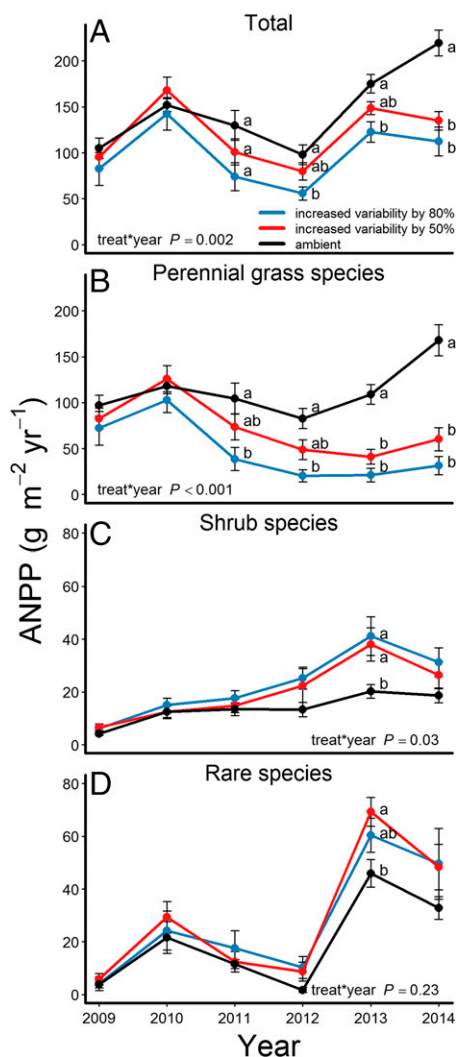 A
Total
200
150
100
50
0
a
a
a
a
a
ab
b
a
ab
b
a
b
b
increased variability by 80%
increased variability by 50%
ambient
treat*year P = 0.002
B
Perennial grass species
200
150
100
50
0
a
ab
b
a
ab
b
a
b
b
a
b
b
treat*year P < 0.001
ANPP (g m⁻² yr⁻¹)
C
Shrub species
80
60
40
20
0
a
a
b
treat*year P = 0.03
D
Rare species
80
60
40
20
0
a
ab
b
treat*year P = 0.23
2009 2010 2011 2012 2013 2014
Year